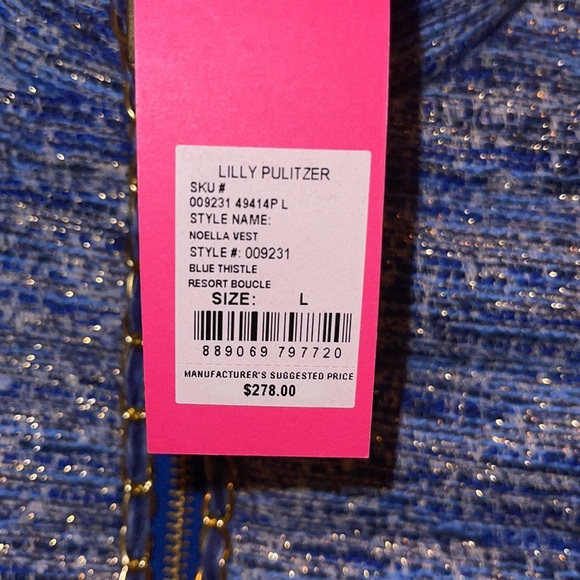 LILLY PULITZER
SKU #
009231 49414P L
STYLE NAME:
NOELLA VEST
STYLE #: 009231
BLUE THISTLE
RESORT BOUCLE
SIZE: L
889069 797720
MANUFACTURER'S SUGGESTED PRICE
$278.00